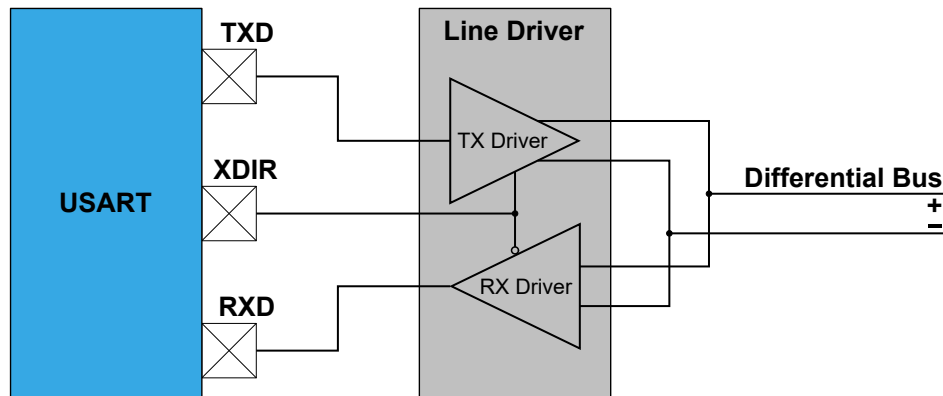 TXD
Line Driver
TX Driver
XDIR
USART
Differential Bus
+
−
RX Driver
RXD